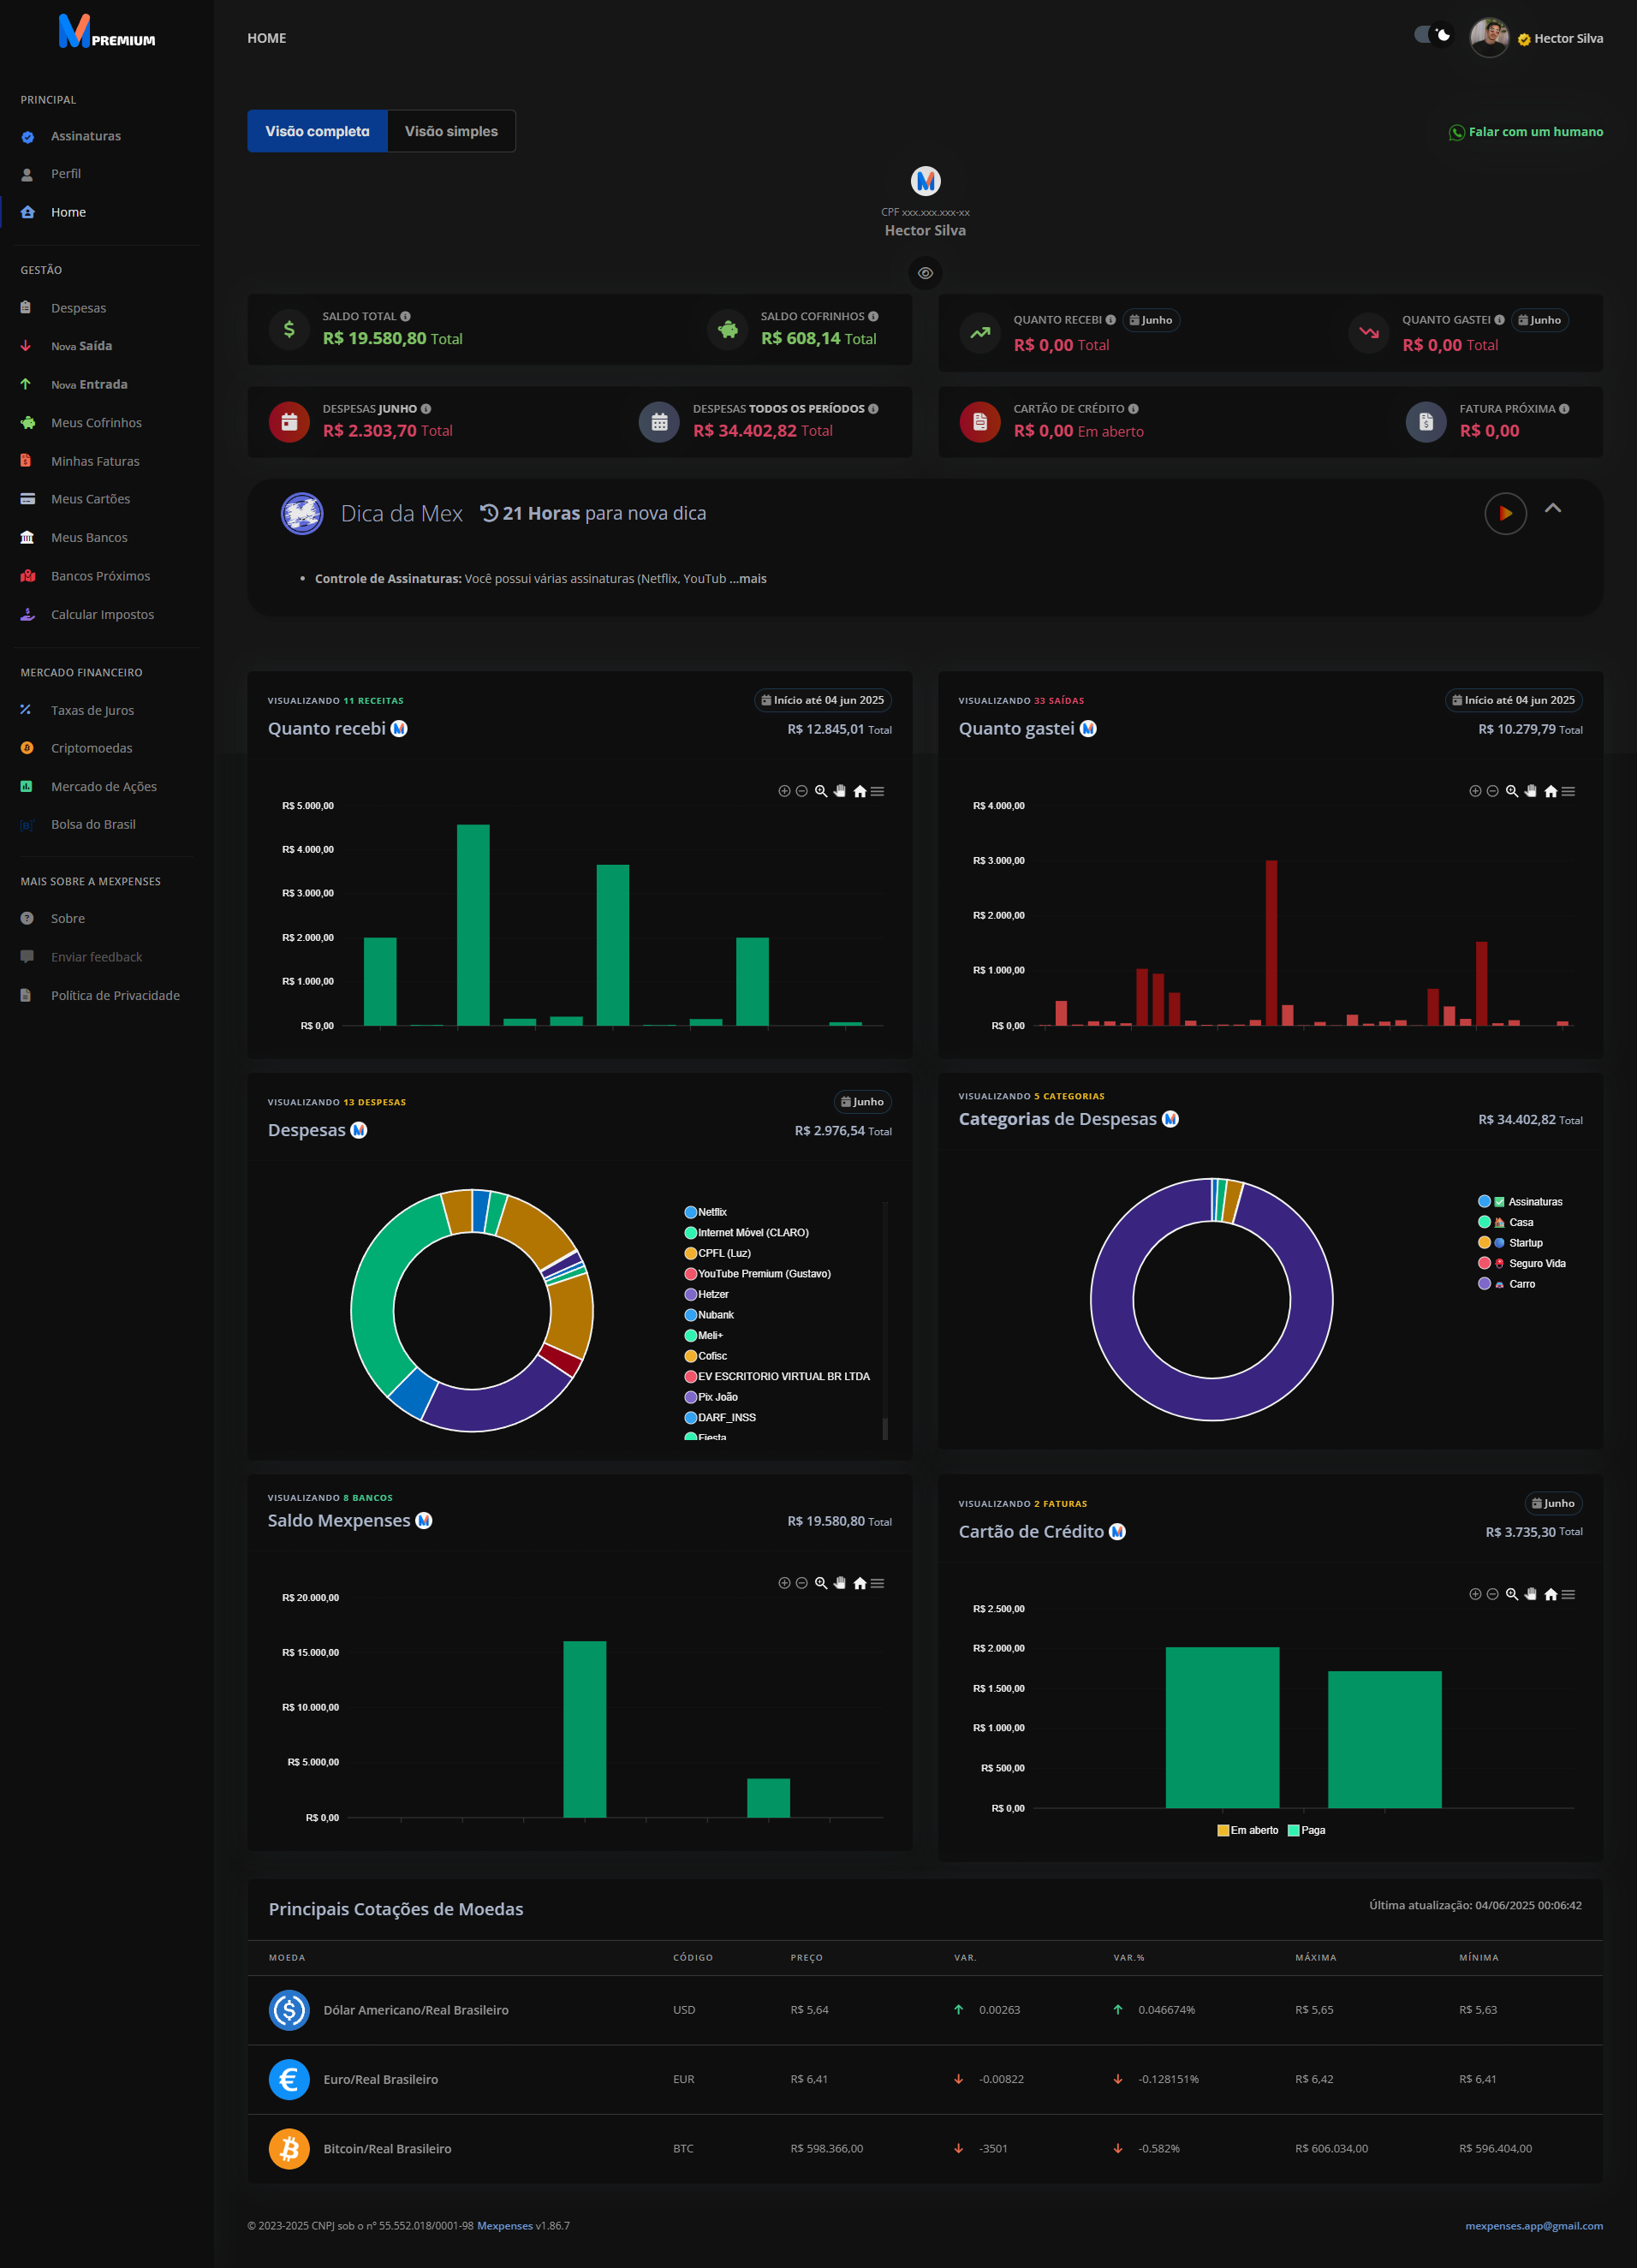 PREMIUM
PRINCIPAL
Assinaturas
Perfil
Home
GESTÃO
Despesas
Nova Saída
Nova Entrada
Meus Cofrinhos
Minhas Faturas
Meus Cartões
Meus Bancos
Bancos Próximos
Calcular Impostos
MERCADO FINANCEIRO
Taxas de Juros
Criptomoedas
Mercado de Ações
Bolsa do Brasil
MAIS SOBRE A MEXPENSES
Sobre
Enviar feedback
Política de Privacidade
HOME
Hector Silva
Visão completa
Visão simples
Falar com um humano
CPF xxx.xxx.xxx-xx
Hector Silva
SALDO TOTAL
R$ 19.580,80 Total
SALDO COFRINHOS
R$ 608,14 Total
QUANTO RECEBI Junho
R$ 0,00 Total
QUANTO GASTEI Junho
R$ 0,00 Total
DESPESAS JUNHO
R$ 2.303,70 Total
DESPESAS TODOS OS PERÍODOS
R$ 34.402,82 Total
CARTÃO DE CRÉDITO
R$ 0,00 Em aberto
FATURA PRÓXIMA
R$ 0,00
Dica da Mex 21 Horas para nova dica
• Controle de Assinaturas: Você possui várias assinaturas (Netflix, YouTub ...mais
VISUALIZANDO 11 RECEITAS
Início até 04 jun 2025
Quanto recebi
R$ 12.845,01 Total
R$ 5.000,00
R$ 4.000,00
R$ 3.000,00
R$ 2.000,00
R$ 1.000,00
R$ 0,00
VISUALIZANDO 33 SAÍDAS
Início até 04 jun 2025
Quanto gastei
R$ 10.279,79 Total
R$ 4.000,00
R$ 3.000,00
R$ 2.000,00
R$ 1.000,00
R$ 0,00
VISUALIZANDO 13 DESPESAS
Junho
Despesas
R$ 2.976,54 Total
Netflix
Internet Móvel (CLARO)
CPFL (Luz)
YouTube Premium (Gustavo)
Hetzer
Nubank
Meli+
Cofisc
EV ESCRITORIO VIRTUAL BR LTDA
Pix João
DARF_INSS
Fiesta
VISUALIZANDO 5 CATEGORIAS
Categorias de Despesas
R$ 34.402,82 Total
Assinaturas
Casa
Startup
Seguro Vida
Carro
VISUALIZANDO 8 BANCOS
Saldo Mexpenses
R$ 19.580,80 Total
R$ 20.000,00
R$ 15.000,00
R$ 10.000,00
R$ 5.000,00
R$ 0,00
VISUALIZANDO 2 FATURAS
Junho
Cartão de Crédito
R$ 3.735,30 Total
R$ 2.500,00
R$ 2.000,00
R$ 1.500,00
R$ 1.000,00
R$ 500,00
R$ 0,00
Em aberto Paga
Principais Cotações de Moedas
Última atualização: 04/06/2025 00:06:42
MOEDA CÓDIGO PREÇO VAR. VAR.% MÁXIMA MÍNIMA
Dólar Americano/Real Brasileiro USD R$ 5,64 0.00263 0.046674% R$ 5,65 R$ 5,63
Euro/Real Brasileiro EUR R$ 6,41 -0.00822 -0.128151% R$ 6,42 R$ 6,41
Bitcoin/Real Brasileiro BTC R$ 598.366,00 -3501 -0.582% R$ 606.034,00 R$ 596.404,00
© 2023-2025 CNPJ sob o nº 55.552.018/0001-98 Mexpenses v1.86.7
mexpenses.app@gmail.com